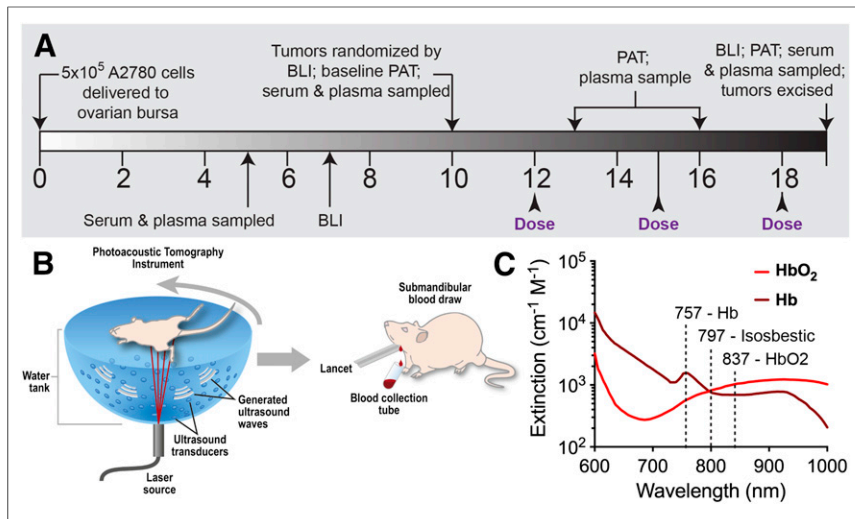 A
5x10⁵ A2780 cells
delivered to
ovarian bursa
Tumors randomized by
BLI; baseline PAT;
serum & plasma sampled
PAT;
plasma sample
BLI; PAT; serum
& plasma sampled;
tumors excised
0 2 4 6 8 10 12 14 16 18
Serum & plasma sampled
BLI
Dose
Dose
Dose
B
Photoacoustic Tomography
Instrument
Water
tank
Generated
ultrasound
waves
Ultrasound
transducers
Laser
source
Submandibular
blood draw
Lancet
Blood collection
tube
C
HbO₂
Hb
757 - Hb
797 - Isosbestic
837 - HbO2
Extinction (cm⁻¹ M⁻¹)
10⁵
10⁴
10³
10²
600 700 800 900 1000
Wavelength (nm)